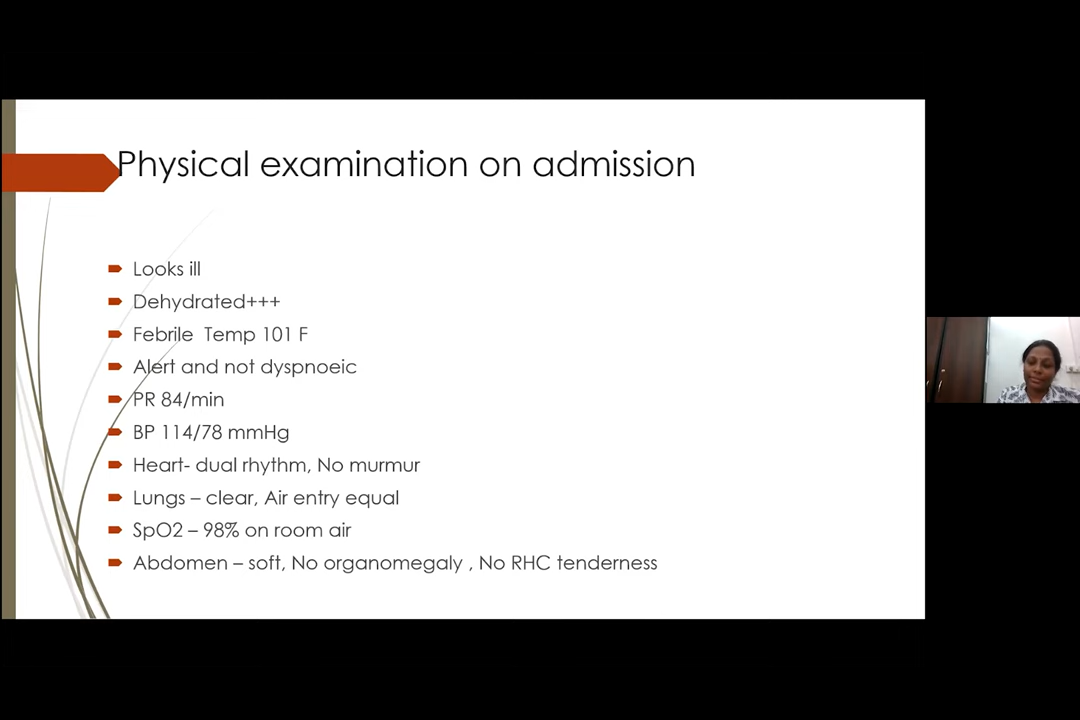 Physical examination on admission
Looks ill
Dehydrated+++
Febrile Temp 101 F
Alert and not dyspnoeic
PR 84/min
BP 114/78 mmHg
Heart- dual rhythm, No murmur
Lungs – clear, Air entry equal
SpO2 – 98% on room air
Abdomen – soft, No organomegaly , No RHC tenderness